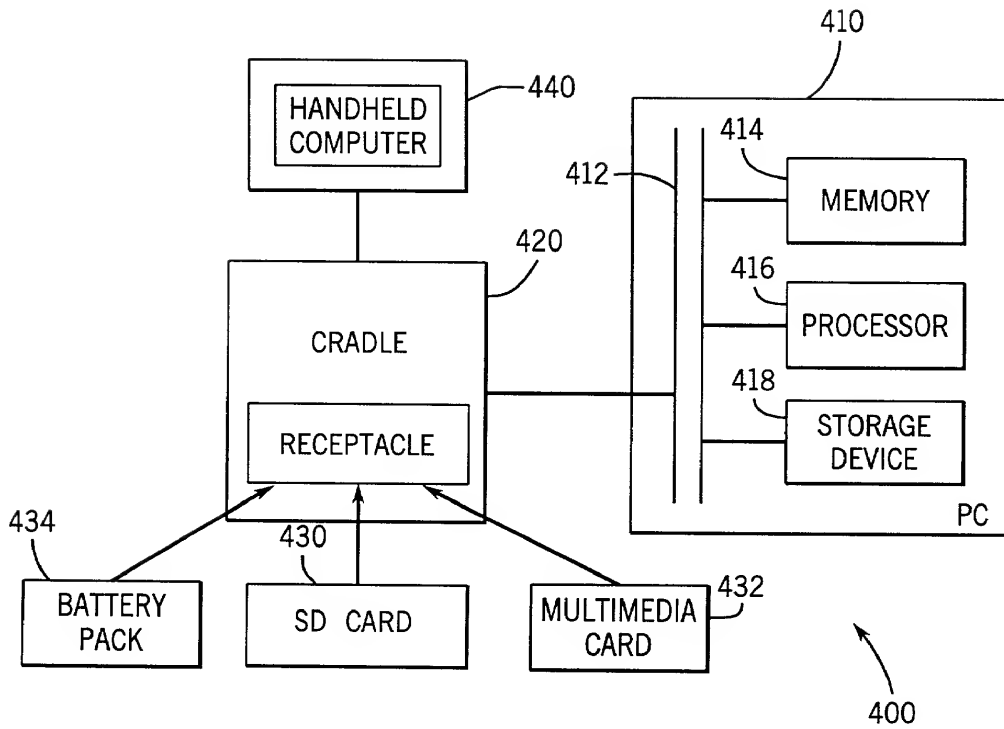 410
440
HANDHELD
COMPUTER
414
412
MEMORY
420
416
CRADLE
PROCESSOR
418
RECEPTACLE
STORAGE
DEVICE
434
430
PC
BATTERY
PACK
SD CARD
MULTIMEDIA
CARD
432
400